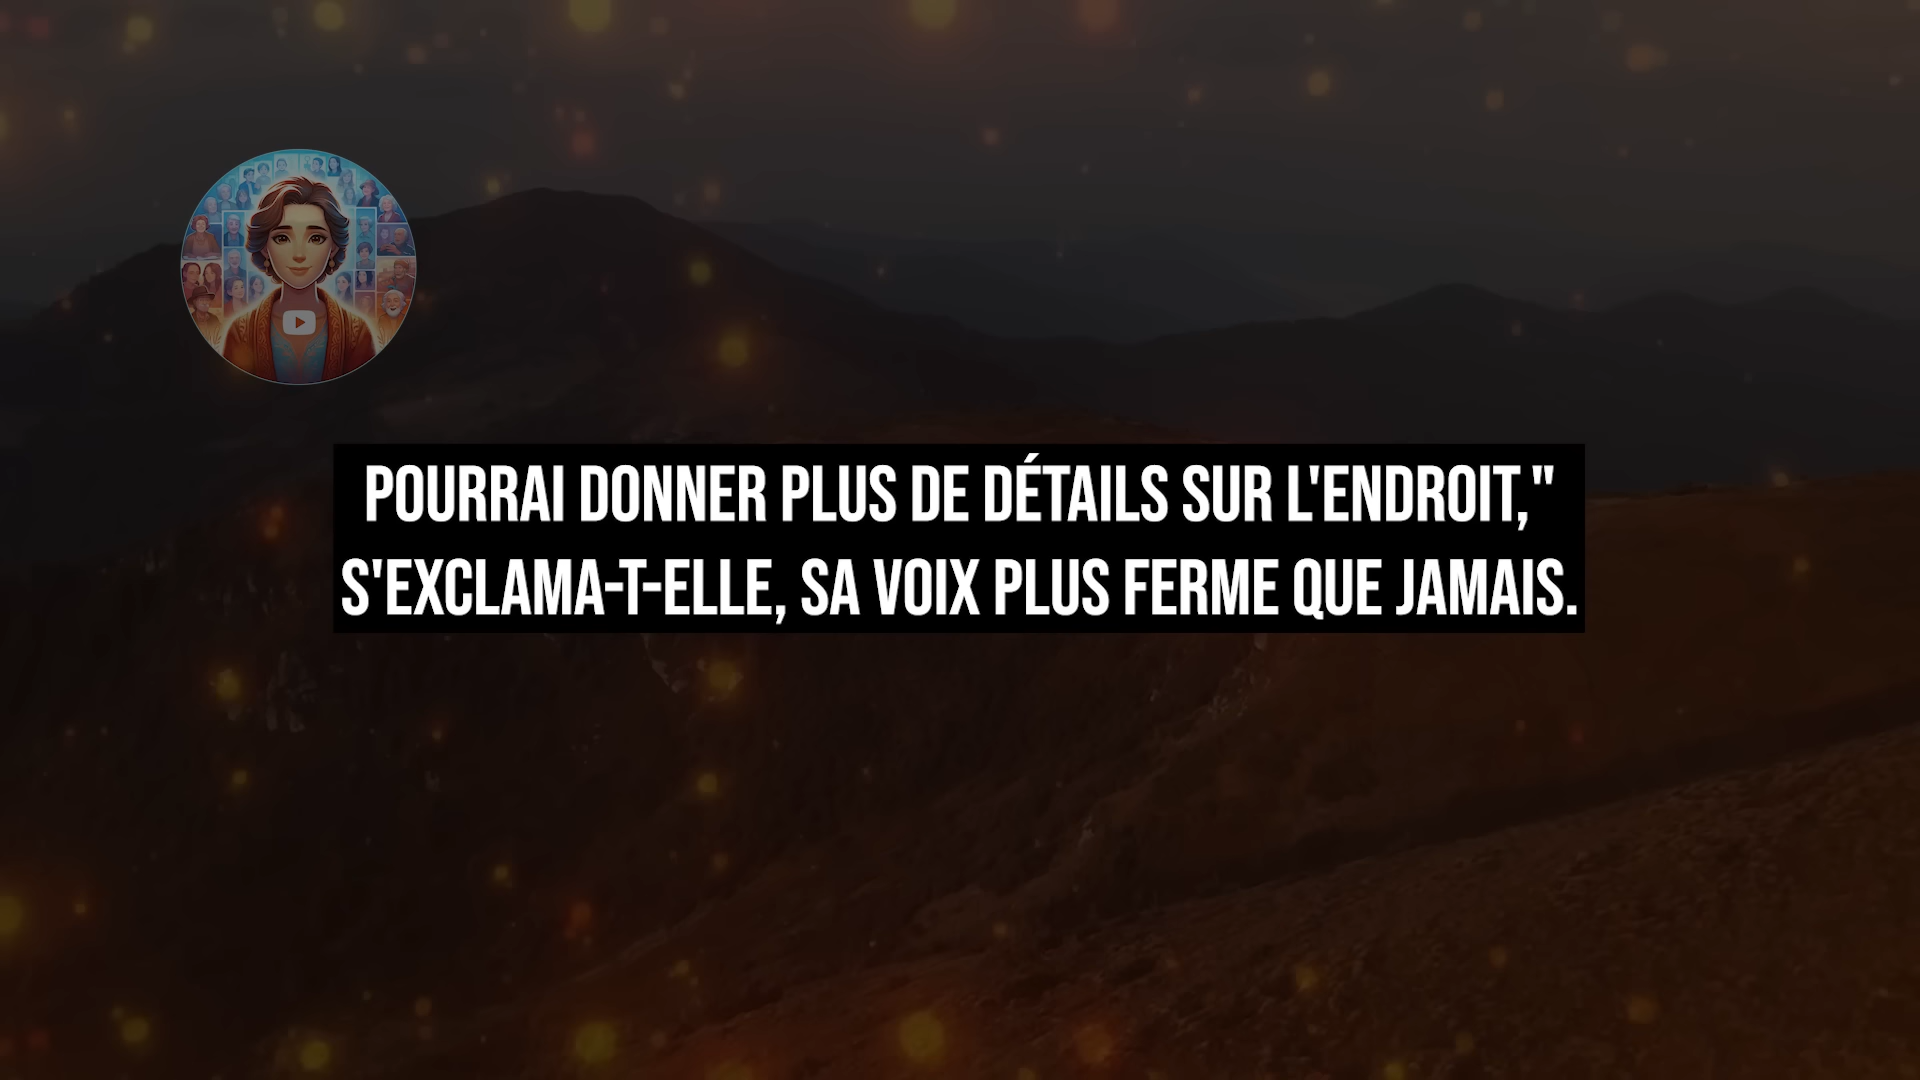 POURRAI DONNER PLUS DE DÉTAILS SUR L'ENDROIT,"
S'EXCLAMA-T-ELLE, SA VOIX PLUS FERME QUE JAMAIS.